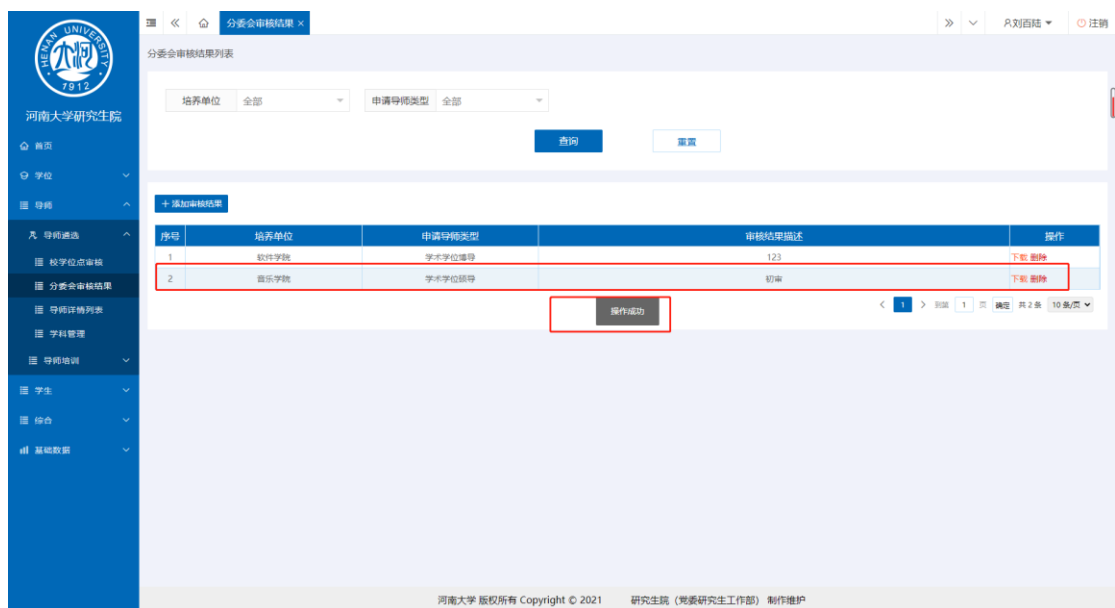 HENAN UNIVERSITY
1912
河南大学研究生院
首页
学位
导师
导师遴选
校学位点审核
分委会审核结果
导师详情列表
学科管理
导师培训
学生
综合
基础数据
分委会审核结果 ×
刘百陆 注销
分委会审核结果列表
培养单位 全部 申请导师类型 全部
查询 重置
+ 添加审核结果
序号 培养单位 申请导师类型 审核结果描述 操作
1 软件学院 学术学位博导 123 下载 删除
2 音乐学院 学术学位硕导 初审 下载 删除
操作成功
1 到第 1 页 确定 共 2 条 10 条/页
河南大学 版权所有 Copyright © 2021 研究生院（党委研究生工作部） 制作维护